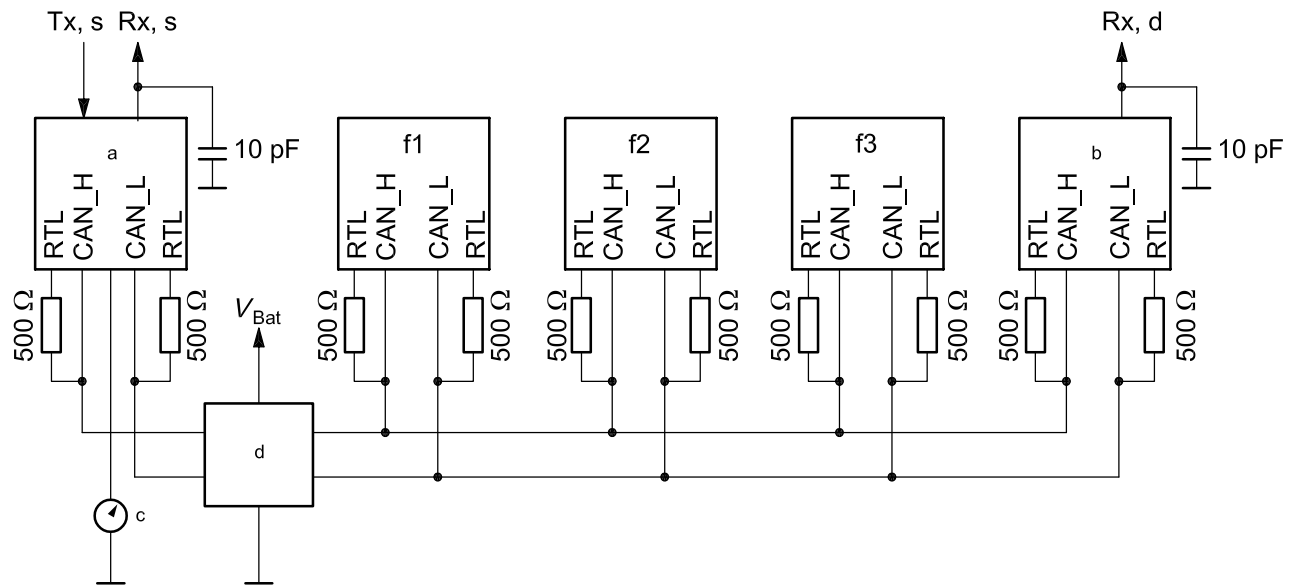 Tx, s Rx, s Rx, d
10 pF 10 pF
a f1 f2 f3 b
RTL CAN_H CAN_L RTL RTL CAN_H CAN_L RTL RTL CAN_H CAN_L RTL RTL CAN_H CAN_L RTL RTL CAN_H CAN_L RTL
500 Ω 500 Ω 500 Ω 500 Ω 500 Ω 500 Ω 500 Ω 500 Ω 500 Ω 500 Ω
VBat
d
c